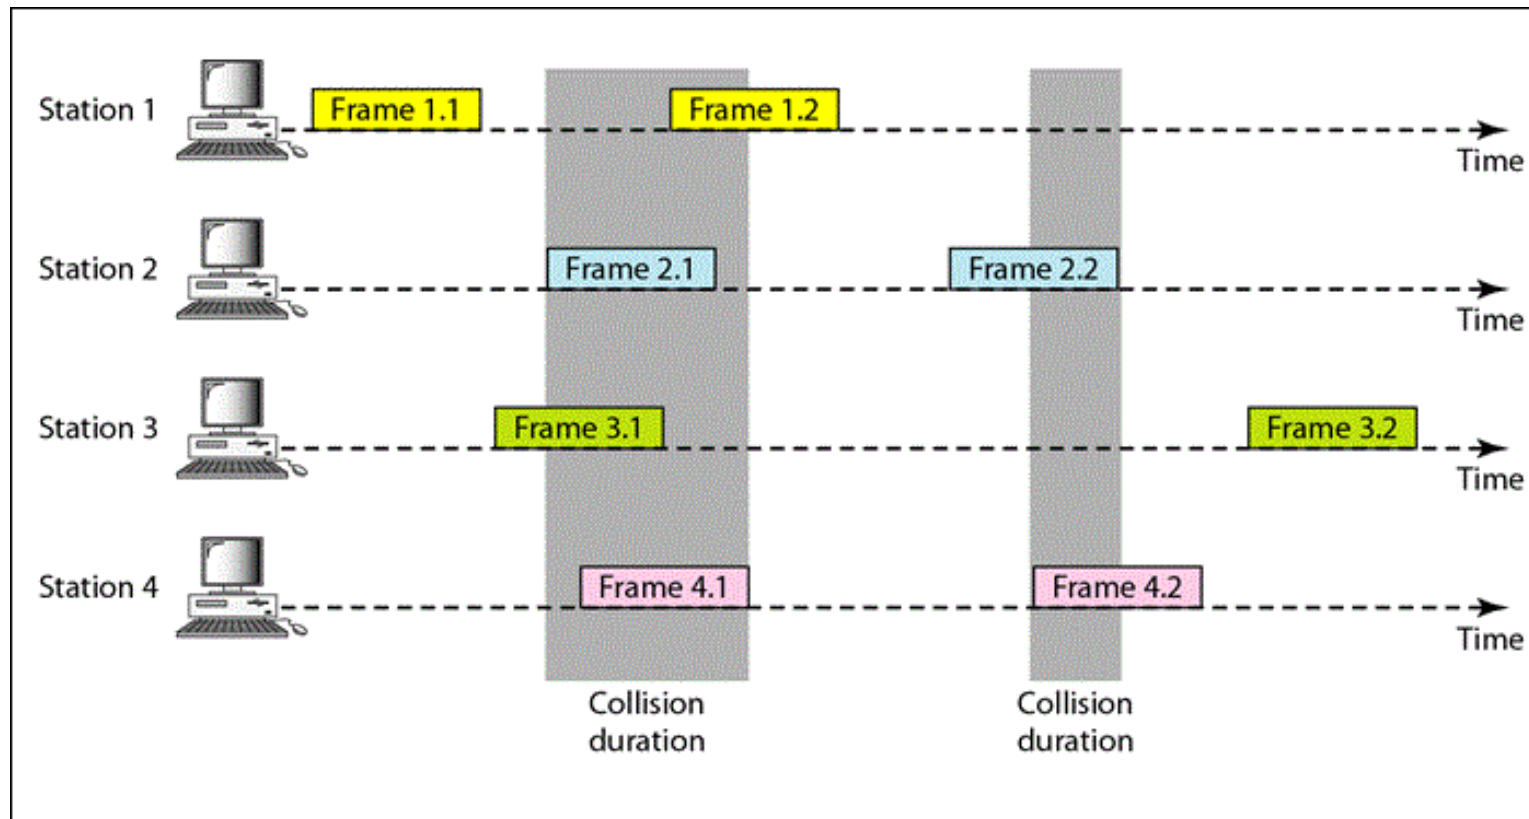 Station 1
Frame 1.1
Frame 1.2
Time
Station 2
Frame 2.1
Frame 2.2
Time
Station 3
Frame 3.1
Frame 3.2
Time
Station 4
Frame 4.1
Frame 4.2
Time
Collision
duration
Collision
duration